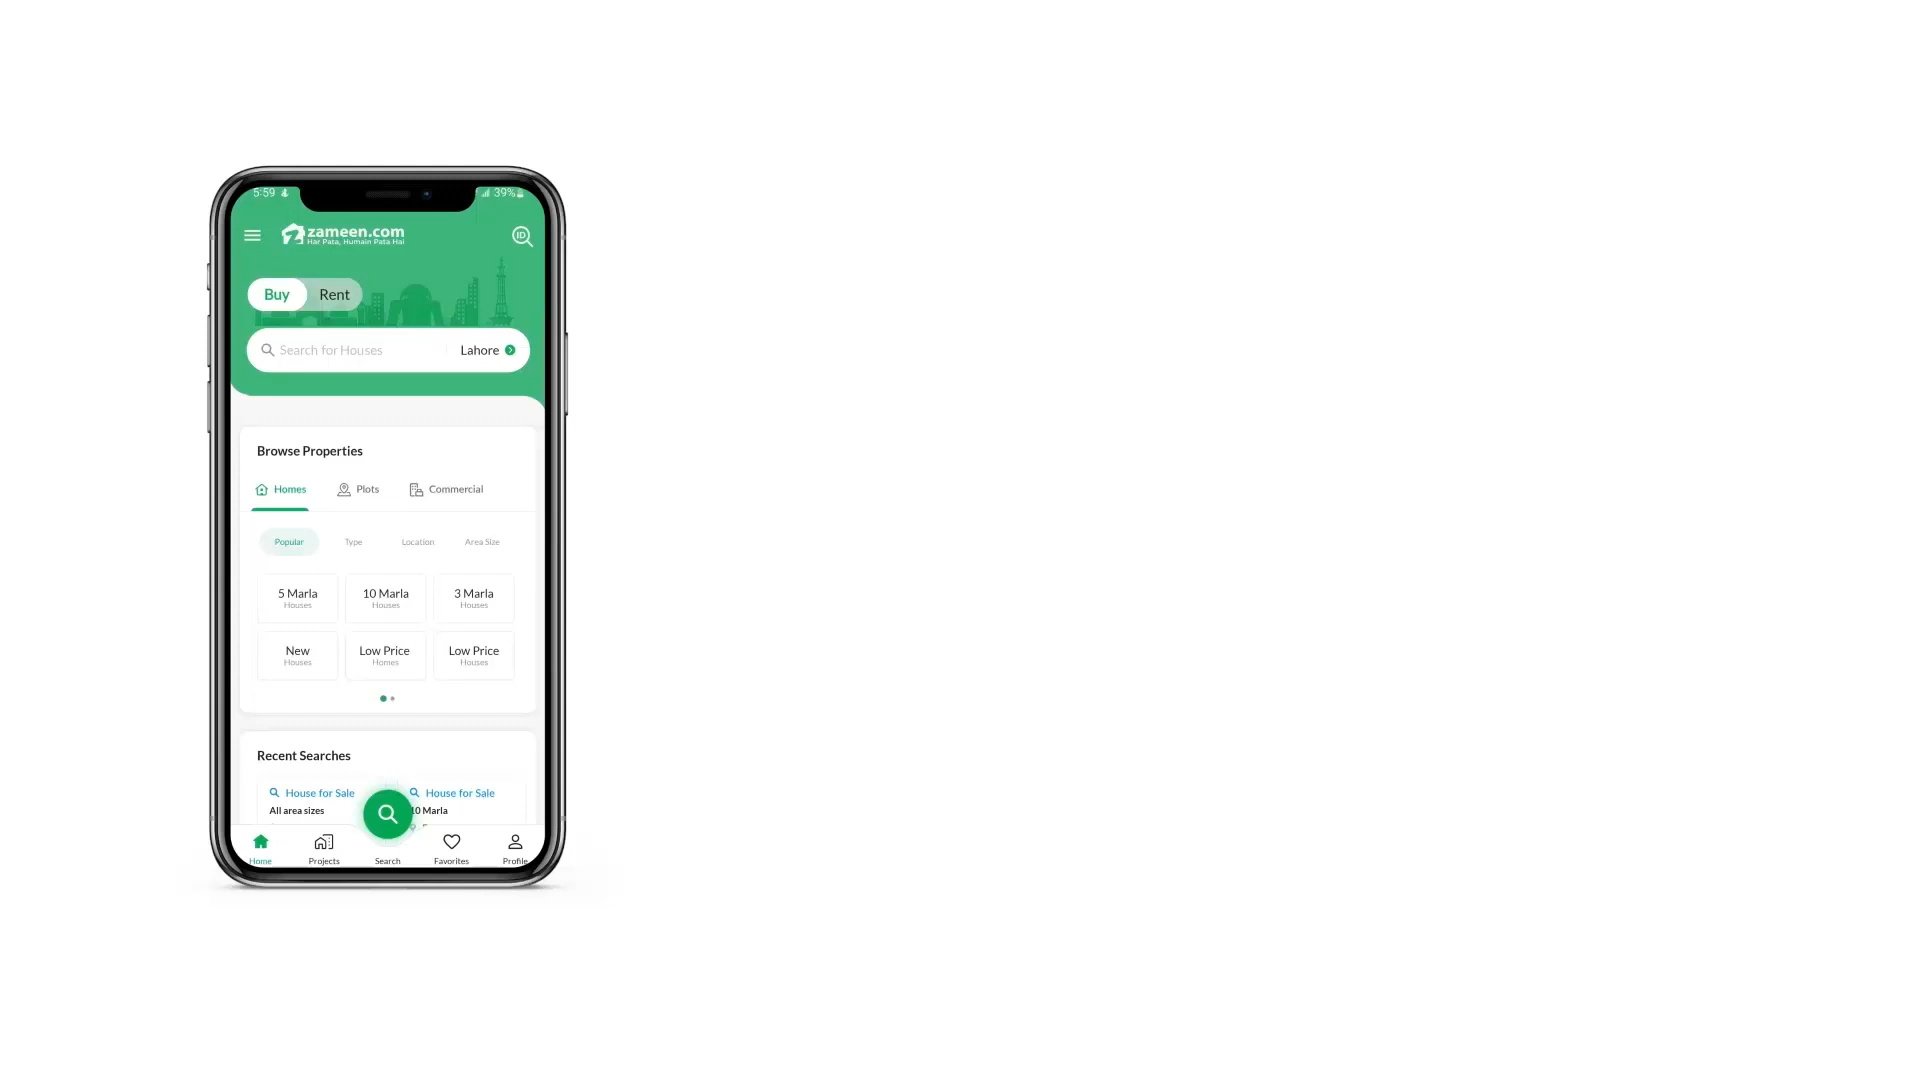 5:59 39%
zameen.com
Har Pata, Humain Pata Hai
ID
Buy Rent
Search for Houses Lahore
Browse Properties
Homes Plots Commercial
Popular Type Location Area Size
5 Marla 10 Marla 3 Marla
Houses Houses Houses
New Low Price Low Price
Houses Homes Houses
Recent Searches
House for Sale House for Sale
All area sizes 10 Marla
Home Projects Search Favorites Profile